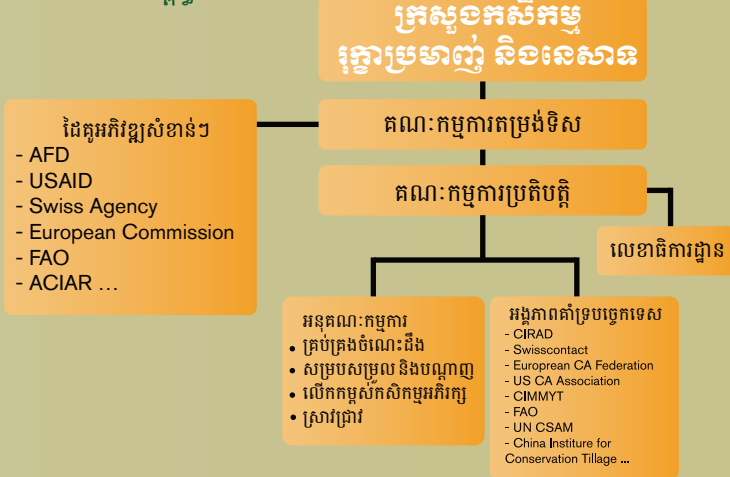 ក្រសួងកសិកម្ម
រុក្ខាប្រមាញ់ និងនេសាទ
ដៃគូអភិវឌ្ឍសំខាន់ៗ
- AFD
- USAID
- Swiss Agency
- European Commission
- FAO
- ACIAR ...
គណៈកម្មការតម្រង់ទិស
គណៈកម្មការប្រតិបត្តិ
លេខាធិការដ្ឋាន
អនុគណៈកម្មការ
• គ្រប់គ្រងចំណេះដឹង
• សម្របសម្រួល និងបណ្តាញ
• លើកកម្ពស់កសិកម្មអភិរក្ស
• ស្រាវជ្រាវ
អង្គភាពគាំទ្របច្ចេកទេស
- CIRAD
- Swisscontact
- Europrean CA Federation
- US CA Association
- CIMMYT
- FAO
- UN CSAM
- China Institure for
Conservation Tillage ...